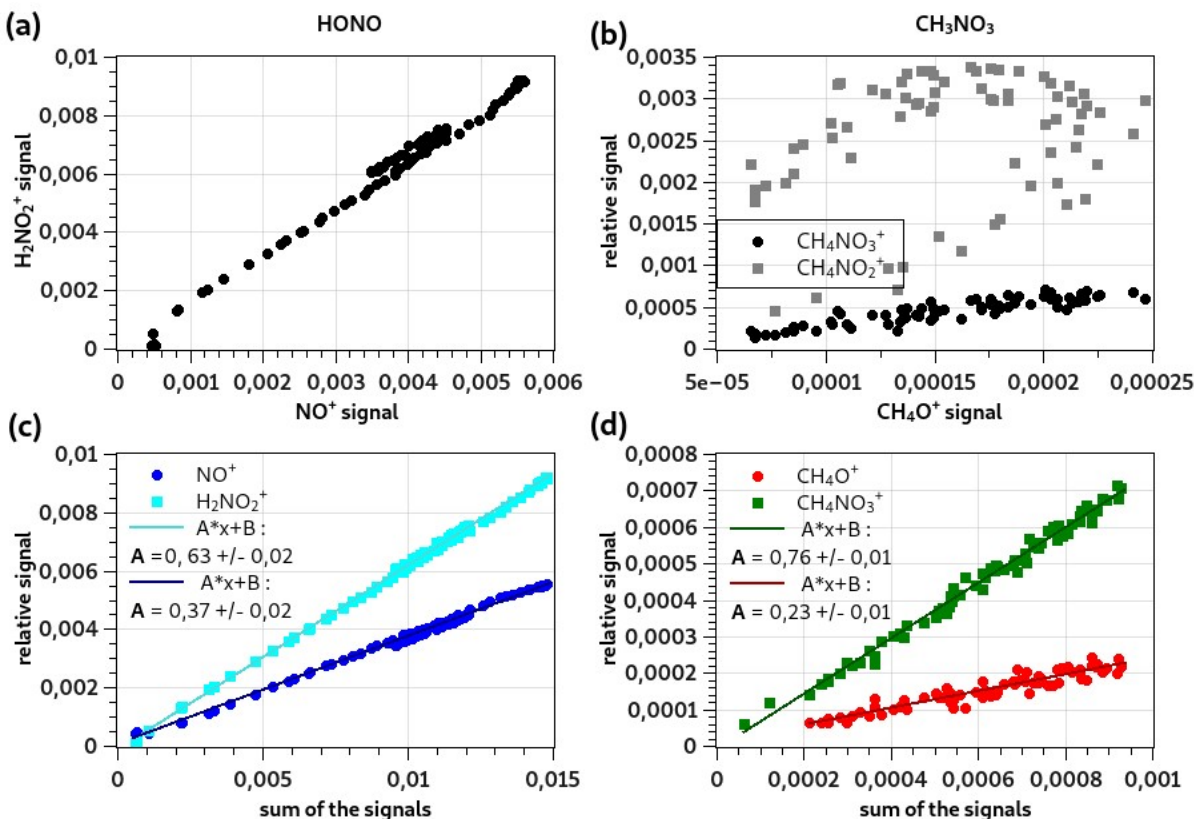 (a)
HONO
0,01
0,008
0,006
0,004
0,002
0
H₂NO₂⁺ signal
0
0,001
0,002
0,003
0,004
0,005
0,006
NO⁺ signal
(b)
CH₃NO₃
0,0035
0,003
0,0025
0,002
0,0015
0,001
0,0005
0
relative signal
CH₄NO₃⁺
CH₄NO₂⁺
5e−05
0,0001
0,00015
0,0002
0,00025
CH₄O⁺ signal
(c)
0,01
0,008
0,006
0,004
0,002
0
relative signal
NO⁺
H₂NO₂⁺
A*x+B :
A = 0, 63 +/- 0,02
A*x+B :
A = 0,37 +/- 0,02
0
0,005
0,01
0,015
sum of the signals
(d)
0,0008
0,0007
0,0006
0,0005
0,0004
0,0003
0,0002
0,0001
0
relative signal
CH₄O⁺
CH₄NO₃⁺
A*x+B :
A = 0,76 +/- 0,01
A*x+B :
A = 0,23 +/- 0,01
0
0,0002
0,0004
0,0006
0,0008
0,001
sum of the signals